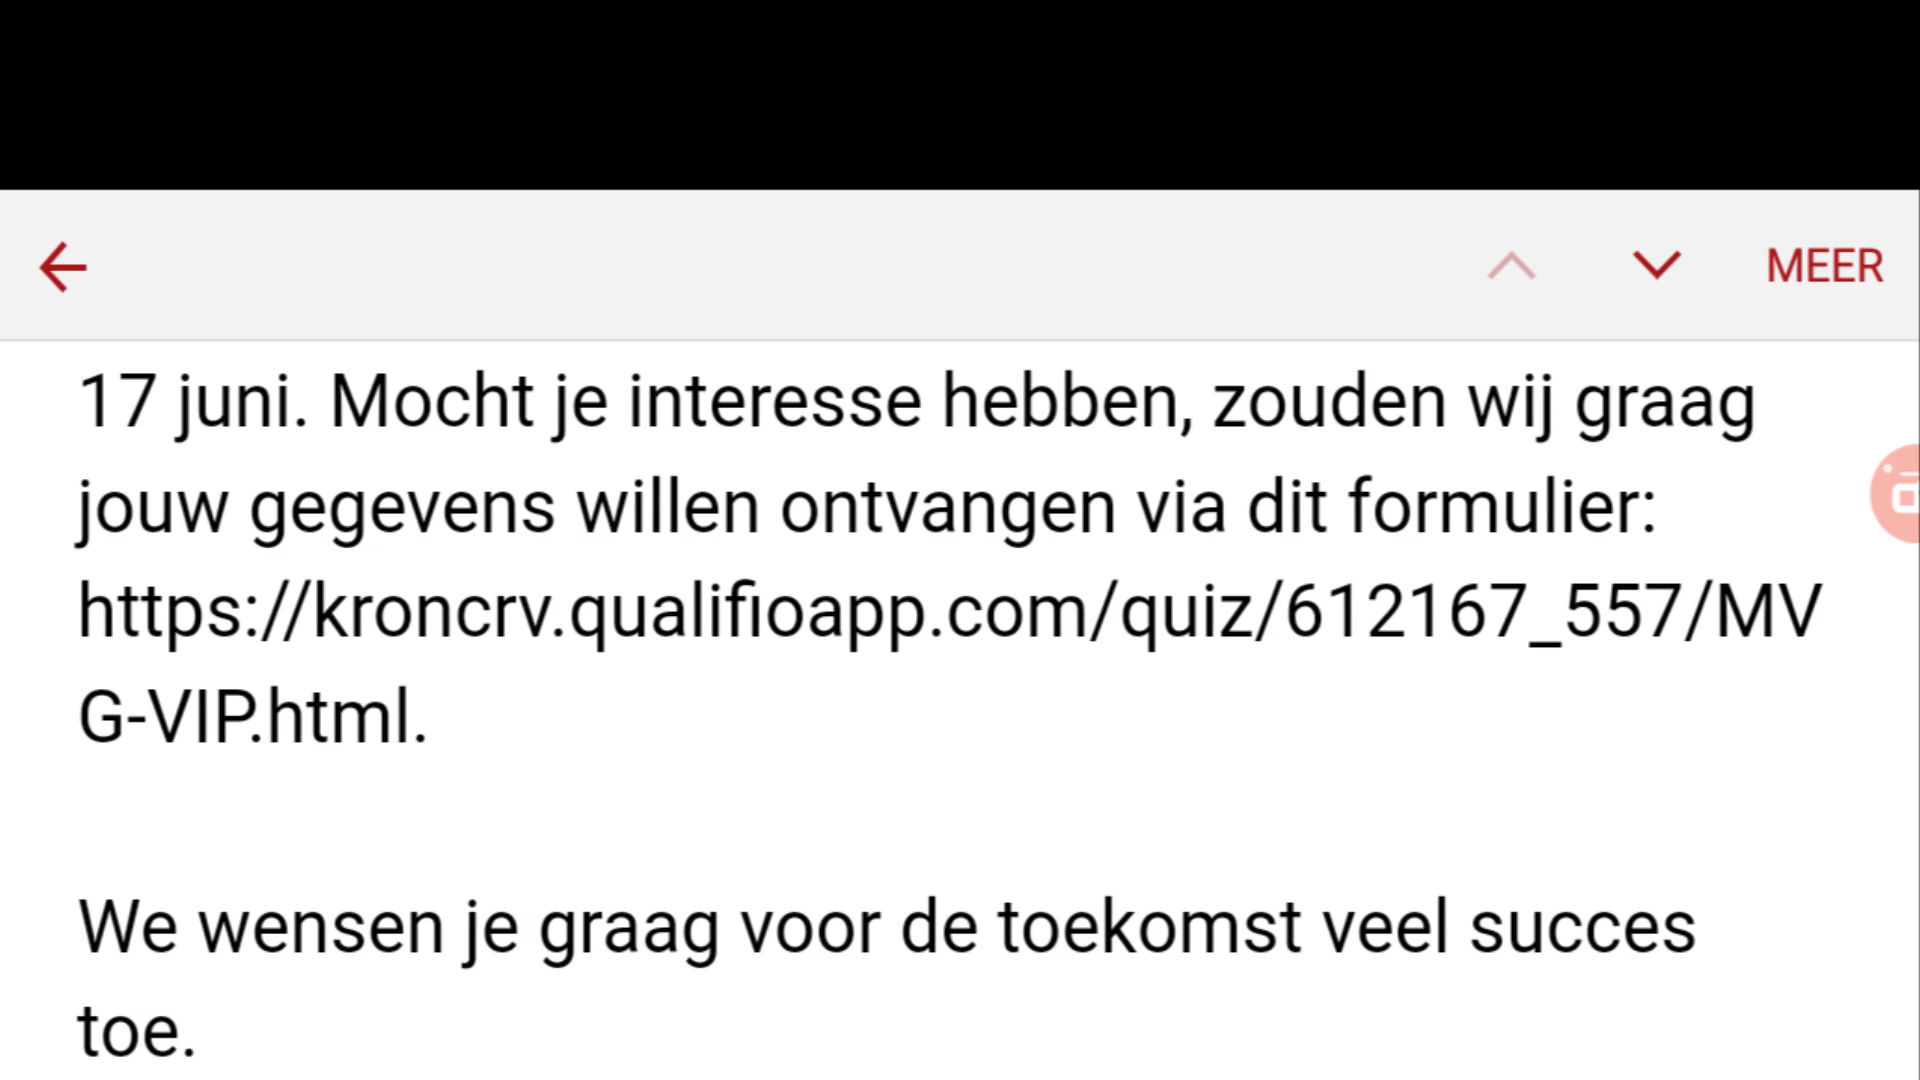 MEER
17 juni. Mocht je interesse hebben, zouden wij graag
jouw gegevens willen ontvangen via dit formulier:
https://kroncrv.qualifioapp.com/quiz/612167_557/MV
G-VIP.html.
We wensen je graag voor de toekomst veel succes
toe.